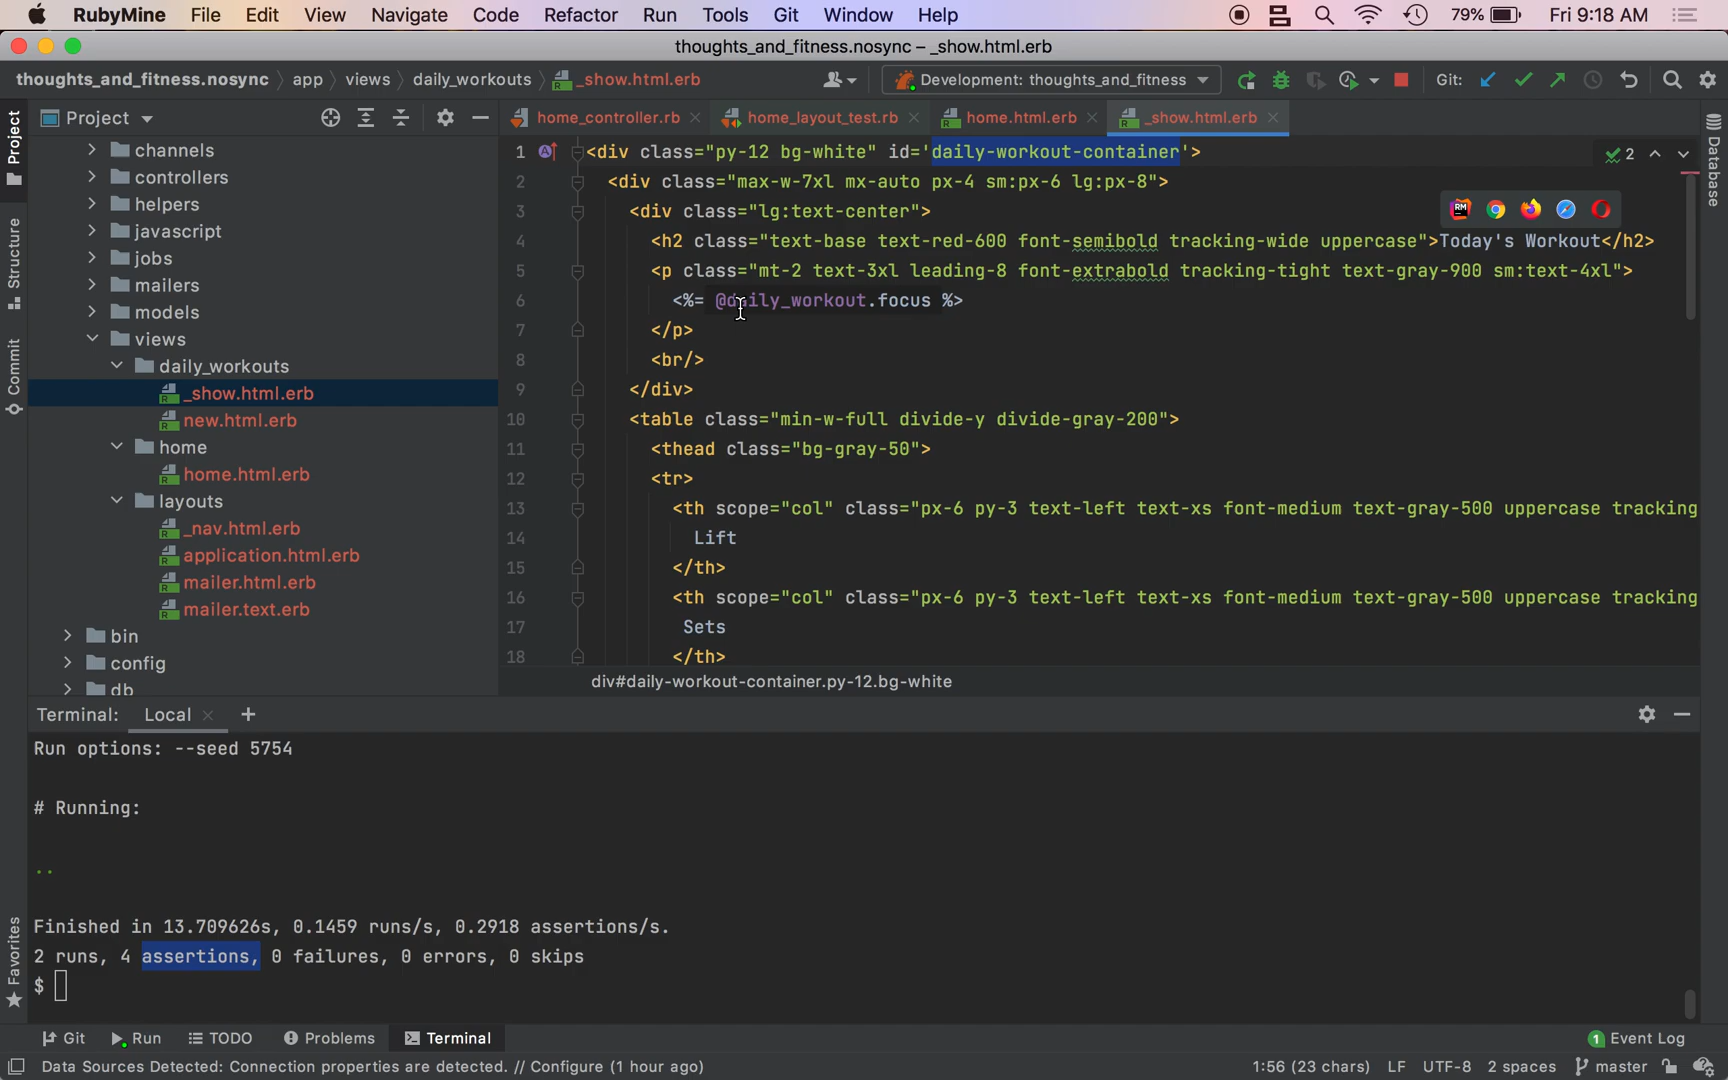 RubyMine File Edit View Navigate Code Refactor Run Tools Git Window Help 79% Fri 9:18 AM
thoughts_and_fitness.nosync – _show.html.erb
thoughts_and_fitness.nosync app views daily_workouts _show.html.erb Development: thoughts_and_fitness Git:
Project
Structure
Commit
Favorites
Database
Project
channels
controllers
helpers
javascript
jobs
mailers
models
views
daily_workouts
_show.html.erb
new.html.erb
home
home.html.erb
layouts
_nav.html.erb
application.html.erb
mailer.html.erb
mailer.text.erb
bin
config
db
home_controller.rb home_layout_test.rb home.html.erb _show.html.erb
2
1 <div class="py-12 bg-white" id='daily-workout-container'>
2 <div class="max-w-7xl mx-auto px-4 sm:px-6 lg:px-8">
3 <div class="lg:text-center">
4 <h2 class="text-base text-red-600 font-semibold tracking-wide uppercase">Today's Workout</h2>
5 <p class="mt-2 text-3xl leading-8 font-extrabold tracking-tight text-gray-900 sm:text-4xl">
6 <%= @daily_workout.focus %>
7 </p>
8 <br/>
9 </div>
10 <table class="min-w-full divide-y divide-gray-200">
11 <thead class="bg-gray-50">
12 <tr>
13 <th scope="col" class="px-6 py-3 text-left text-xs font-medium text-gray-500 uppercase tracking
14 Lift
15 </th>
16 <th scope="col" class="px-6 py-3 text-left text-xs font-medium text-gray-500 uppercase tracking
17 Sets
18 </th>
div#daily-workout-container.py-12.bg-white
Terminal: Local +
Run options: --seed 5754
# Running:
..
Finished in 13.709626s, 0.1459 runs/s, 0.2918 assertions/s.
2 runs, 4 assertions, 0 failures, 0 errors, 0 skips
$
Git Run TODO Problems Terminal 1 Event Log
Data Sources Detected: Connection properties are detected. // Configure (1 hour ago) 1:56 (23 chars) LF UTF-8 2 spaces master